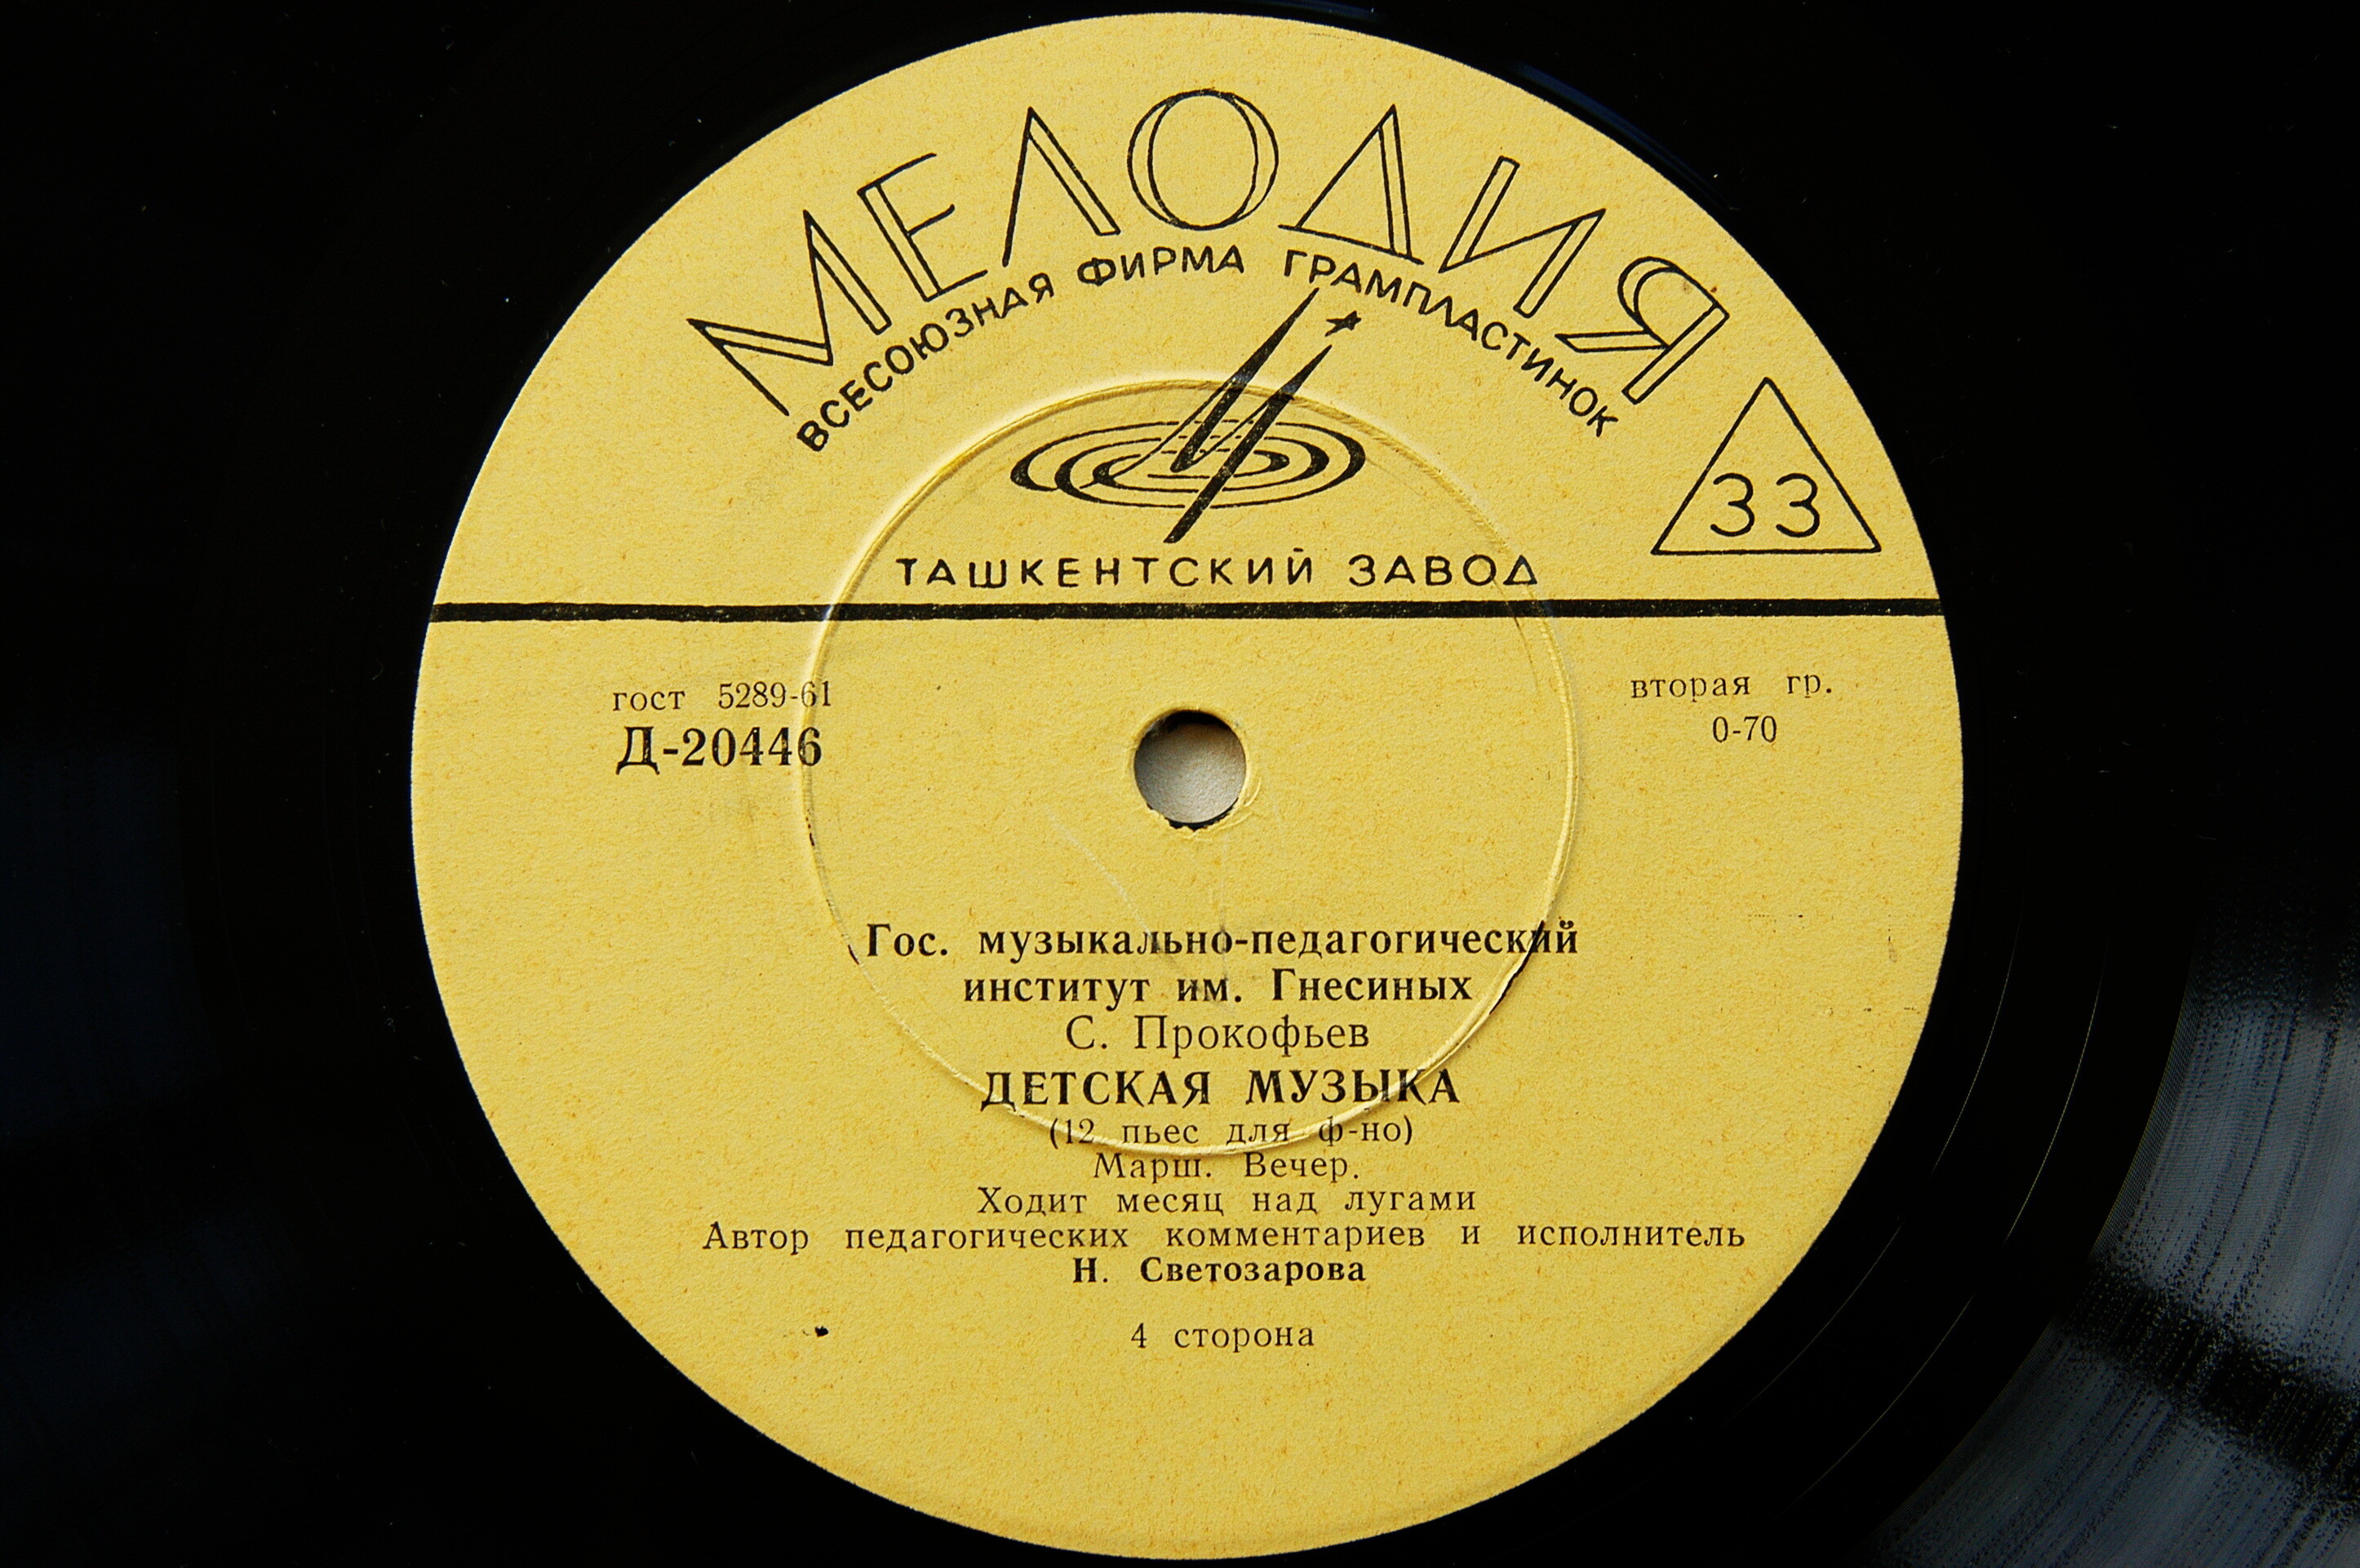 МЕЛОДИЯ
ВСЕСОЮЗНАЯ ФИРМА ГРАМПЛАСТИНОК
33
ТАШКЕНТСКИЙ ЗАВОД
гост 5289-61
Д-20446
вторая гр.
0-70
Гос. музыкально-педагогический
институт им. Гнесиных
С. Прокофьев
ДЕТСКАЯ МУЗЫКА
(12 пьес для ф-но)
Марш. Вечер.
Ходит месяц над лугами
Автор педагогических комментариев и исполнитель
Н. Светозарова
4 сторона